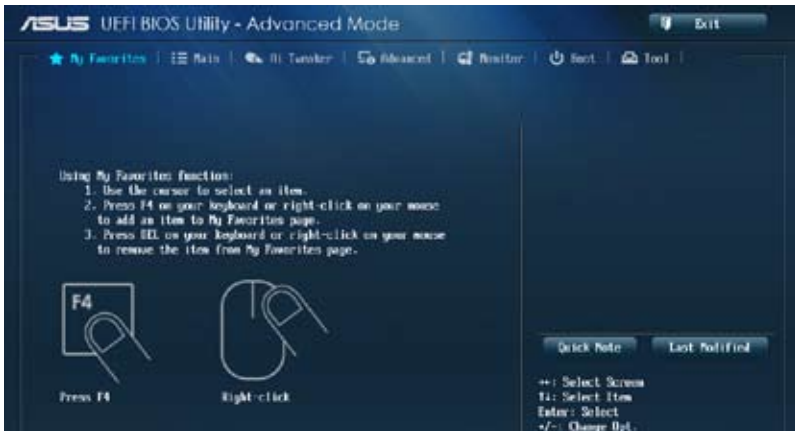 ASUS UEFI BIOS Utility - Advanced Mode
Exit
My Favorites | Main | Ai Tweaker | Advanced | Monitor | Boot | Tool |
Using My Favorites function:
1. Use the cursor to select an item.
2. Press F4 on your keyboard or right-click on your mouse
to add an item to My Favorites page.
3. Press DEL on your keyboard or right-click on your mouse
to remove the item from My Favorites page.
F4
Press F4
Right-click
Quick Note
Last Modified
→←: Select Screen
↑↓: Select Item
Enter: Select
+/-: Change Opt.